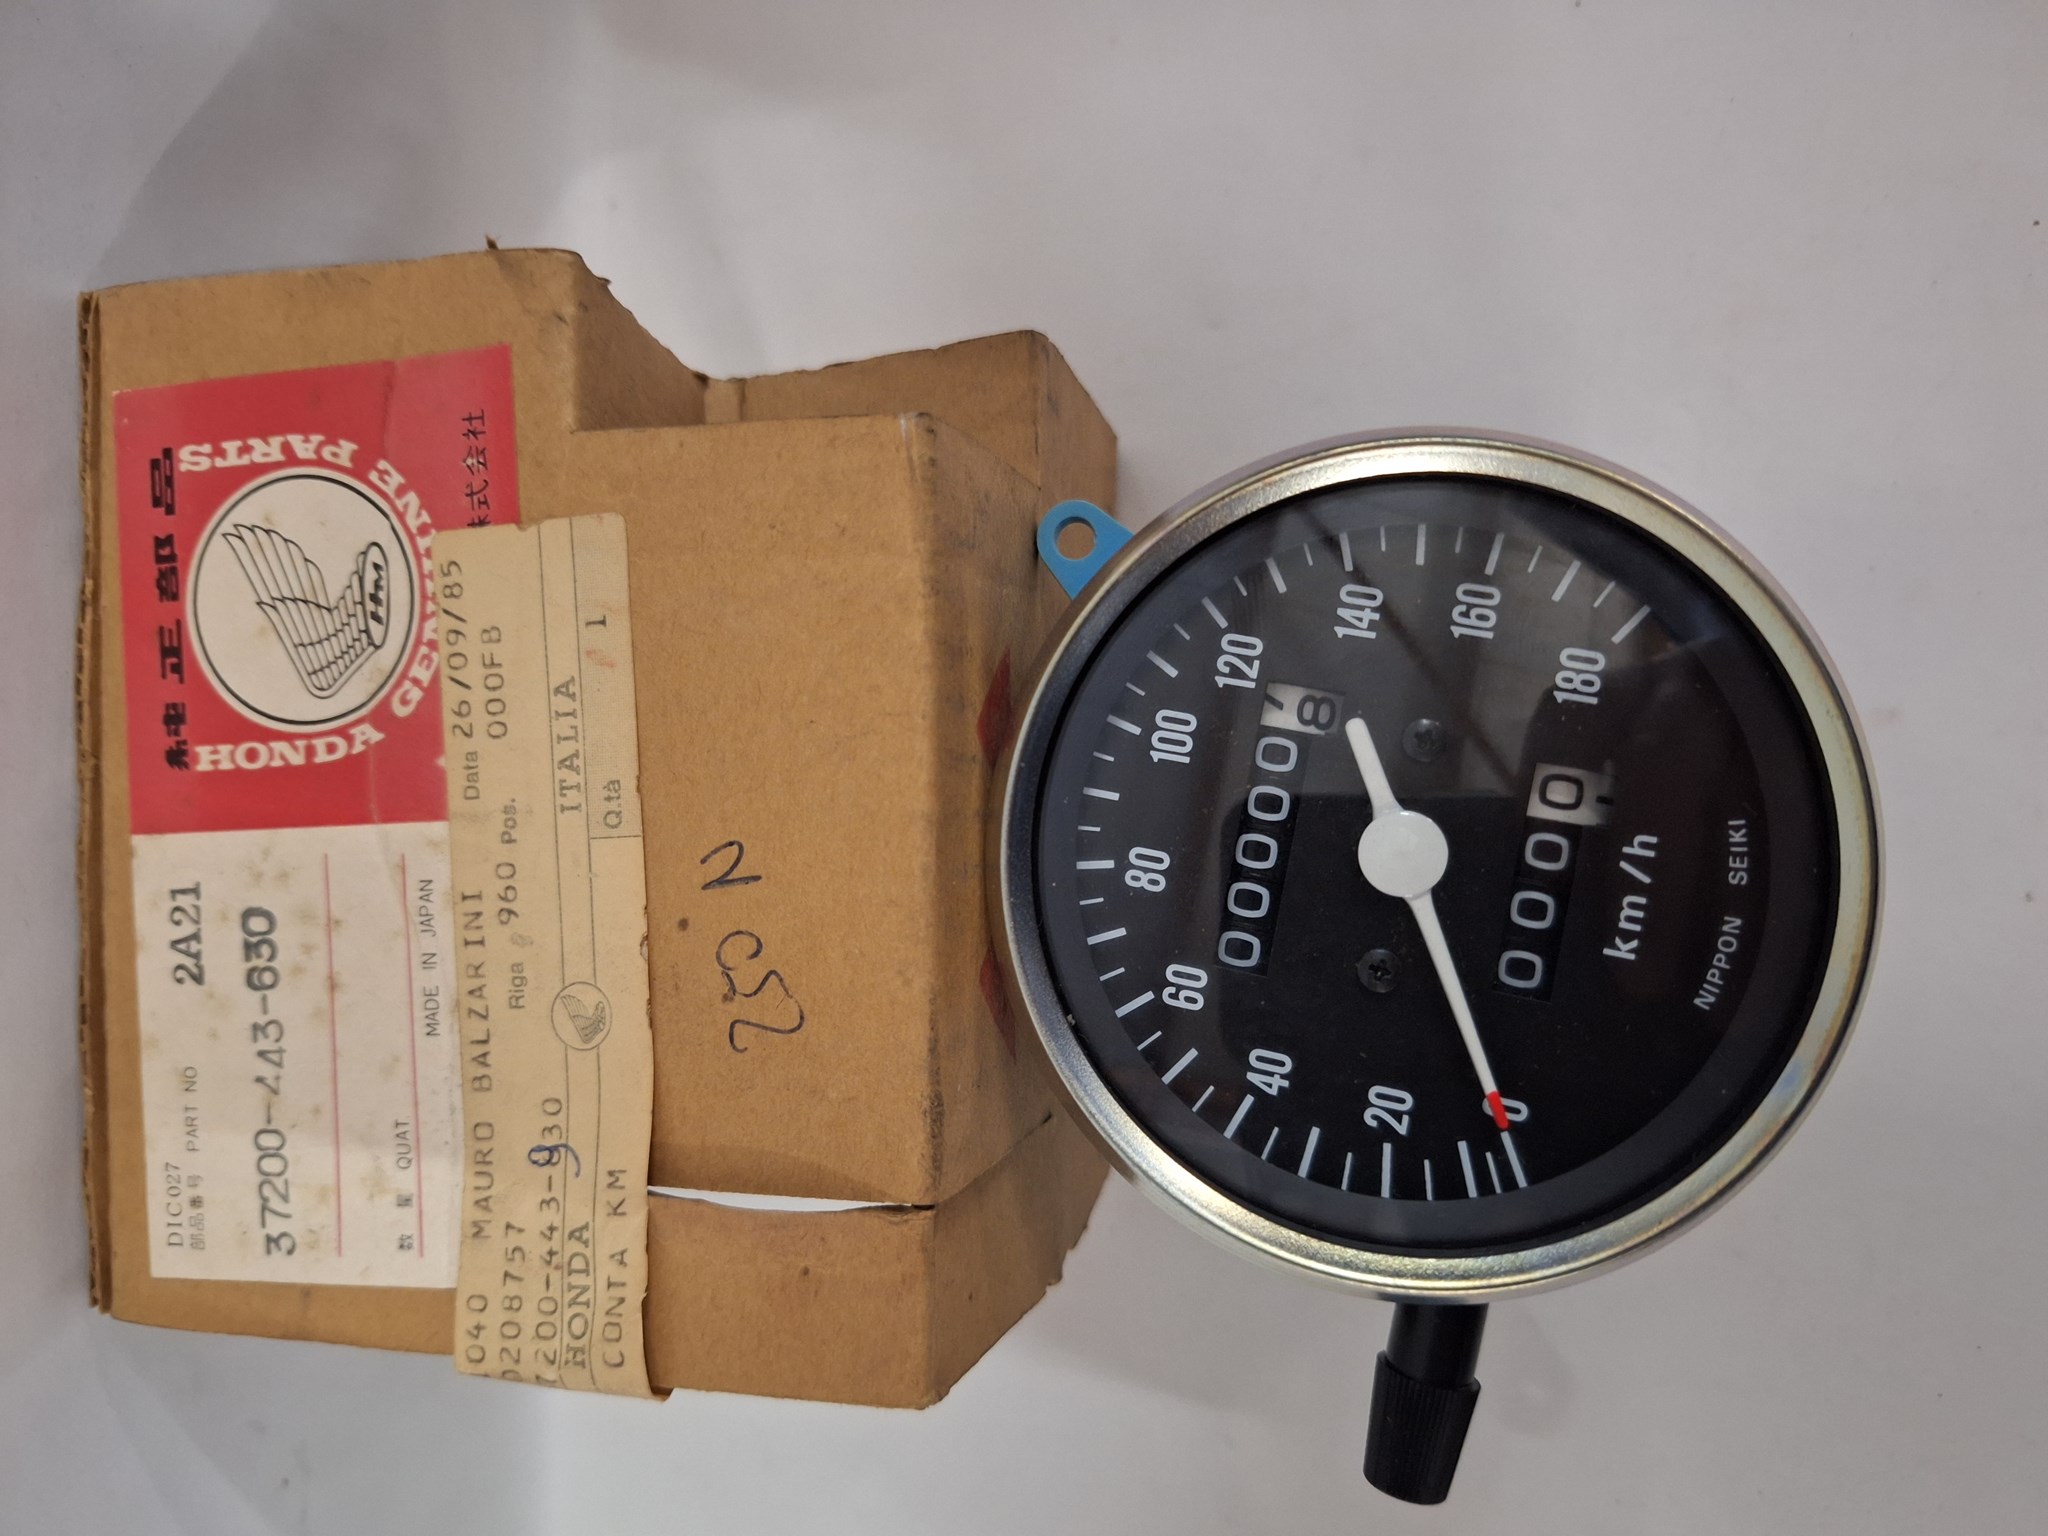 純正部品
HONDA GENUINE PARTS
HM
株式会社
DIC027
部品番号 PART NO
2A21
37200-443-630
数量 QUAT
MADE IN JAPAN
040 MAURO BALZARINI Data 26/09/85
0208757 Riga 960 Pos. 000FB
7200-443-930
HONDA ITALIA
CONTA KM Q.tà 1
250 N
0 20 40 60 80 100 120 140 160 180
00000 8
0000
km/h
NIPPON SEIKI